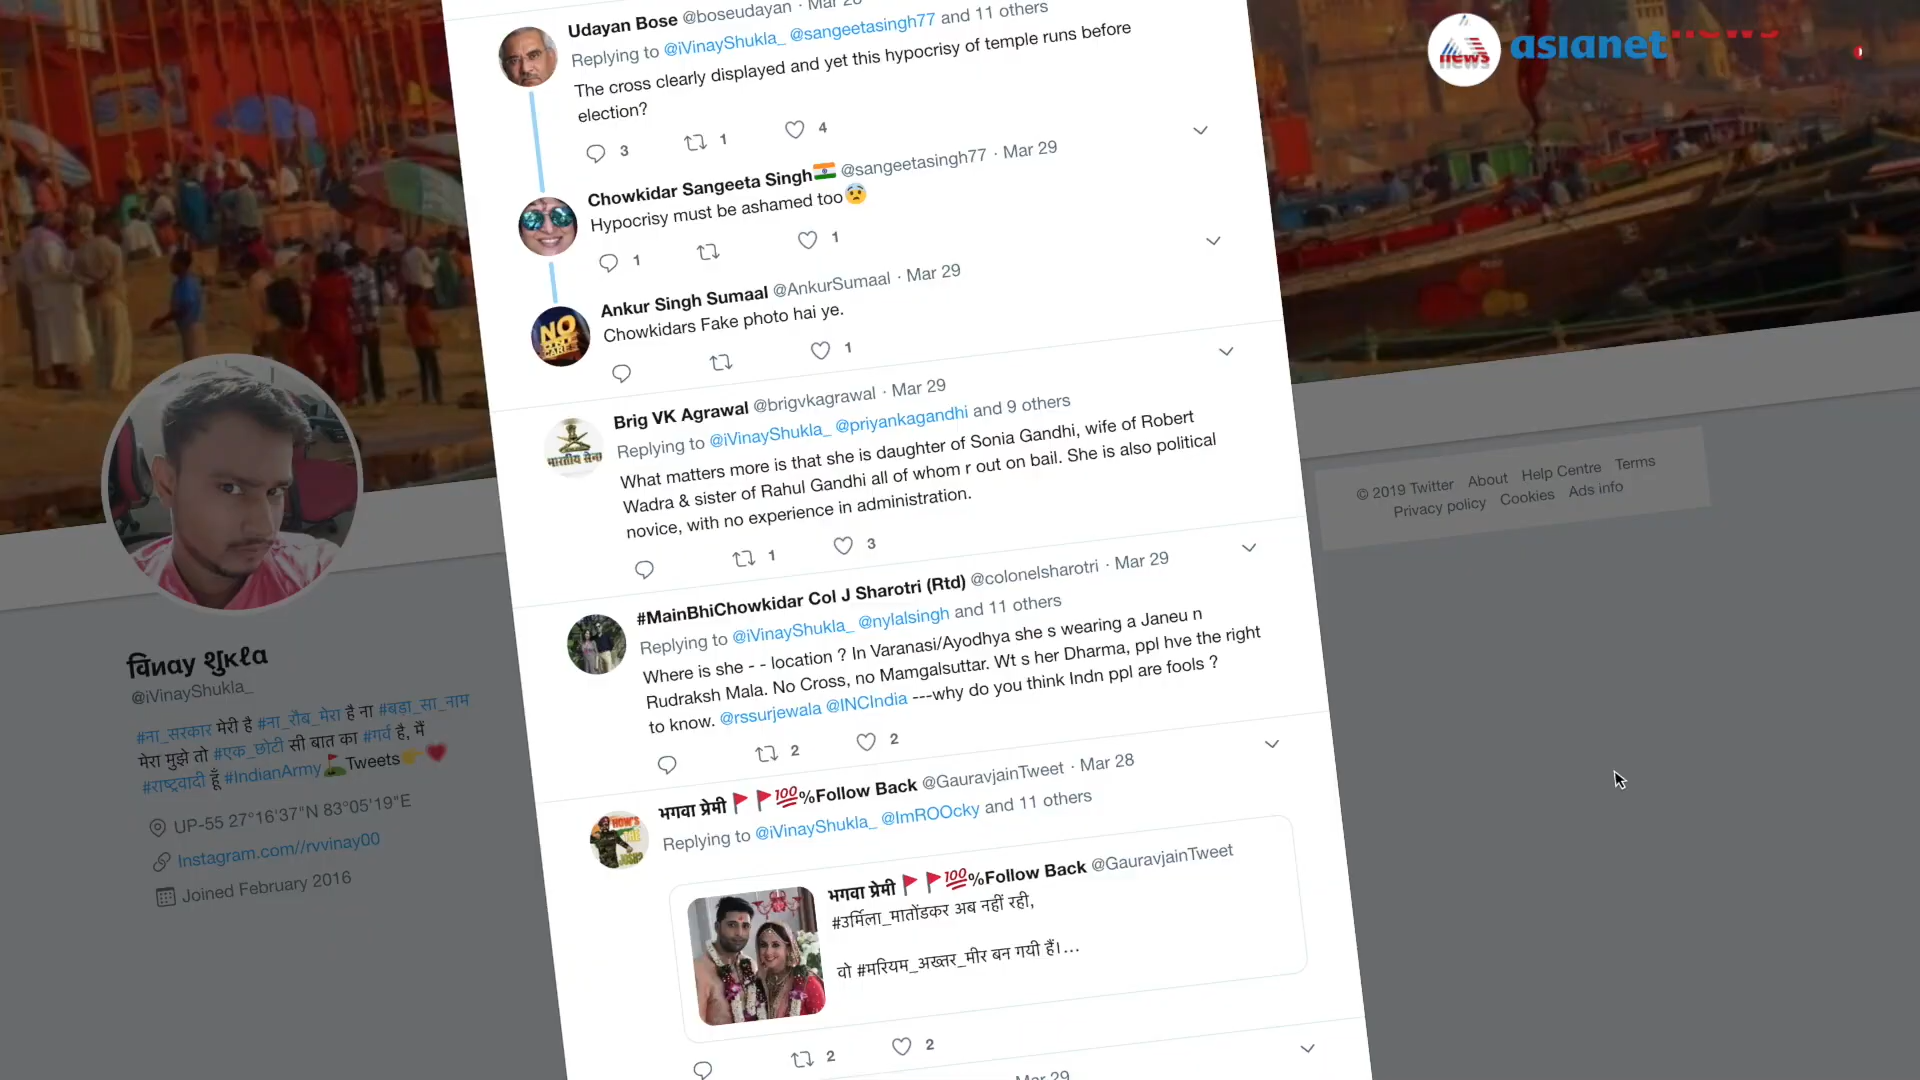 Udayan Bose @boseudayan · Mar 28
Replying to @iVinayShukla_ @sangeetasingh77 and 11 others
The cross clearly displayed and yet this hypocrisy of temple runs before
election?
3 1 4
Chowkidar Sangeeta Singh🇮🇳 @sangeetasingh77 · Mar 29
Hypocrisy must be ashamed too😰
1 1
Ankur Singh Sumaal @AnkurSumaal · Mar 29
Chowkidars Fake photo hai ye.
1
Brig VK Agrawal @brigvkagrawal · Mar 29
Replying to @iVinayShukla_ @priyankagandhi and 9 others
What matters more is that she is daughter of Sonia Gandhi, wife of Robert
Wadra & sister of Rahul Gandhi all of whom r out on bail. She is also political
novice, with no experience in administration.
1 3
#MainBhiChowkidar Col J Sharotri (Rtd) @colonelsharotri · Mar 29
Replying to @iVinayShukla_ @nylalsingh and 11 others
Where is she - - location ? In Varanasi/Ayodhya she s wearing a Janeu n
Rudraksh Mala. No Cross, no Mamgalsuttar. Wt s her Dharma, ppl hve the right
to know. @rssurjewala @INCIndia ---why do you think Indn ppl are fools ?
2 2
भगवा प्रेमी 🚩 🚩💯%Follow Back @GauravjainTweet · Mar 28
Replying to @iVinayShukla_ @ImROOcky and 11 others
भगवा प्रेमी 🚩 🚩💯%Follow Back @GauravjainTweet
#उर्मिला_मातोंडकर अब नहीं रही,
वो #मरियम_अख्तर_मीर बन गयी हैं।...
2 2
Mar 29
विnay शुkla
@iVinayShukla_
#ना_सरकार मेरी है #ना_रौब_मेरा है ना #बड़ा_सा_नाम
मेरा मुझे तो #एक_छोटी सी बात का #गर्व है, मैं
#राष्ट्रवादी हूँ #IndianArmy⛳Tweets👉💗
UP-55 27°16'37"N 83°05'19"E
Instagram.com//rvvinay00
Joined February 2016
© 2019 Twitter About Help Centre Terms
Privacy policy Cookies Ads info
news asianet
NO
भारतीय सेना
HOW'S
THE
JOSH?